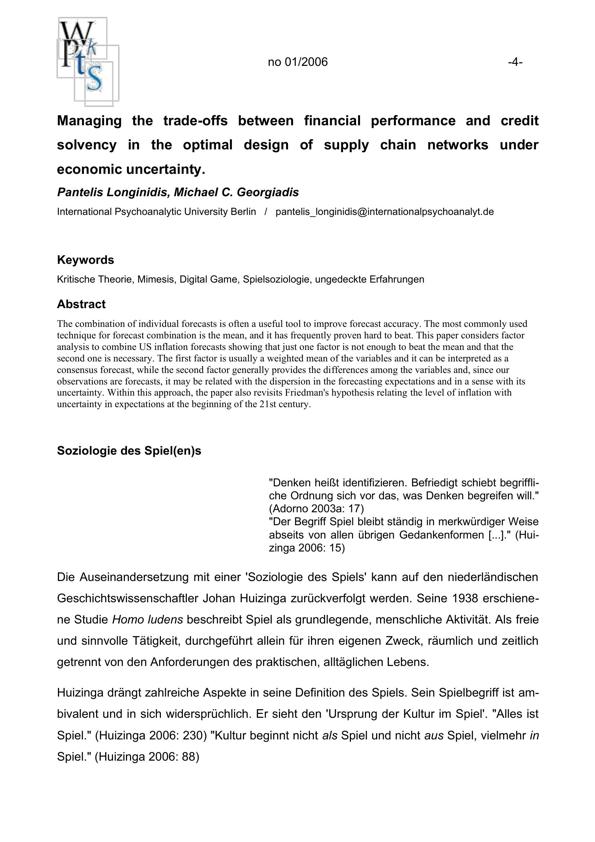 W
P k
t s
S
no 01/2006 -4-
Managing the trade-offs between financial performance and credit
solvency in the optimal design of supply chain networks under
economic uncertainty.
Pantelis Longinidis, Michael C. Georgiadis
International Psychoanalytic University Berlin / pantelis_longinidis@internationalpsychoanalyt.de
Keywords
Kritische Theorie, Mimesis, Digital Game, Spielsoziologie, ungedeckte Erfahrungen
Abstract
The combination of individual forecasts is often a useful tool to improve forecast accuracy. The most commonly used
technique for forecast combination is the mean, and it has frequently proven hard to beat. This paper considers factor
analysis to combine US inflation forecasts showing that just one factor is not enough to beat the mean and that the
second one is necessary. The first factor is usually a weighted mean of the variables and it can be interpreted as a
consensus forecast, while the second factor generally provides the differences among the variables and, since our
observations are forecasts, it may be related with the dispersion in the forecasting expectations and in a sense with its
uncertainty. Within this approach, the paper also revisits Friedman's hypothesis relating the level of inflation with
uncertainty in expectations at the beginning of the 21st century.
Soziologie des Spiel(en)s
"Denken heißt identifizieren. Befriedigt schiebt begriffli-
che Ordnung sich vor das, was Denken begreifen will."
(Adorno 2003a: 17)
"Der Begriff Spiel bleibt ständig in merkwürdiger Weise
abseits von allen übrigen Gedankenformen [...]." (Hui-
zinga 2006: 15)
Die Auseinandersetzung mit einer 'Soziologie des Spiels' kann auf den niederländischen
Geschichtswissenschaftler Johan Huizinga zurückverfolgt werden. Seine 1938 erschiene-
ne Studie Homo ludens beschreibt Spiel als grundlegende, menschliche Aktivität. Als freie
und sinnvolle Tätigkeit, durchgeführt allein für ihren eigenen Zweck, räumlich und zeitlich
getrennt von den Anforderungen des praktischen, alltäglichen Lebens.
Huizinga drängt zahlreiche Aspekte in seine Definition des Spiels. Sein Spielbegriff ist am-
bivalent und in sich widersprüchlich. Er sieht den 'Ursprung der Kultur im Spiel'. "Alles ist
Spiel." (Huizinga 2006: 230) "Kultur beginnt nicht als Spiel und nicht aus Spiel, vielmehr in
Spiel." (Huizinga 2006: 88)